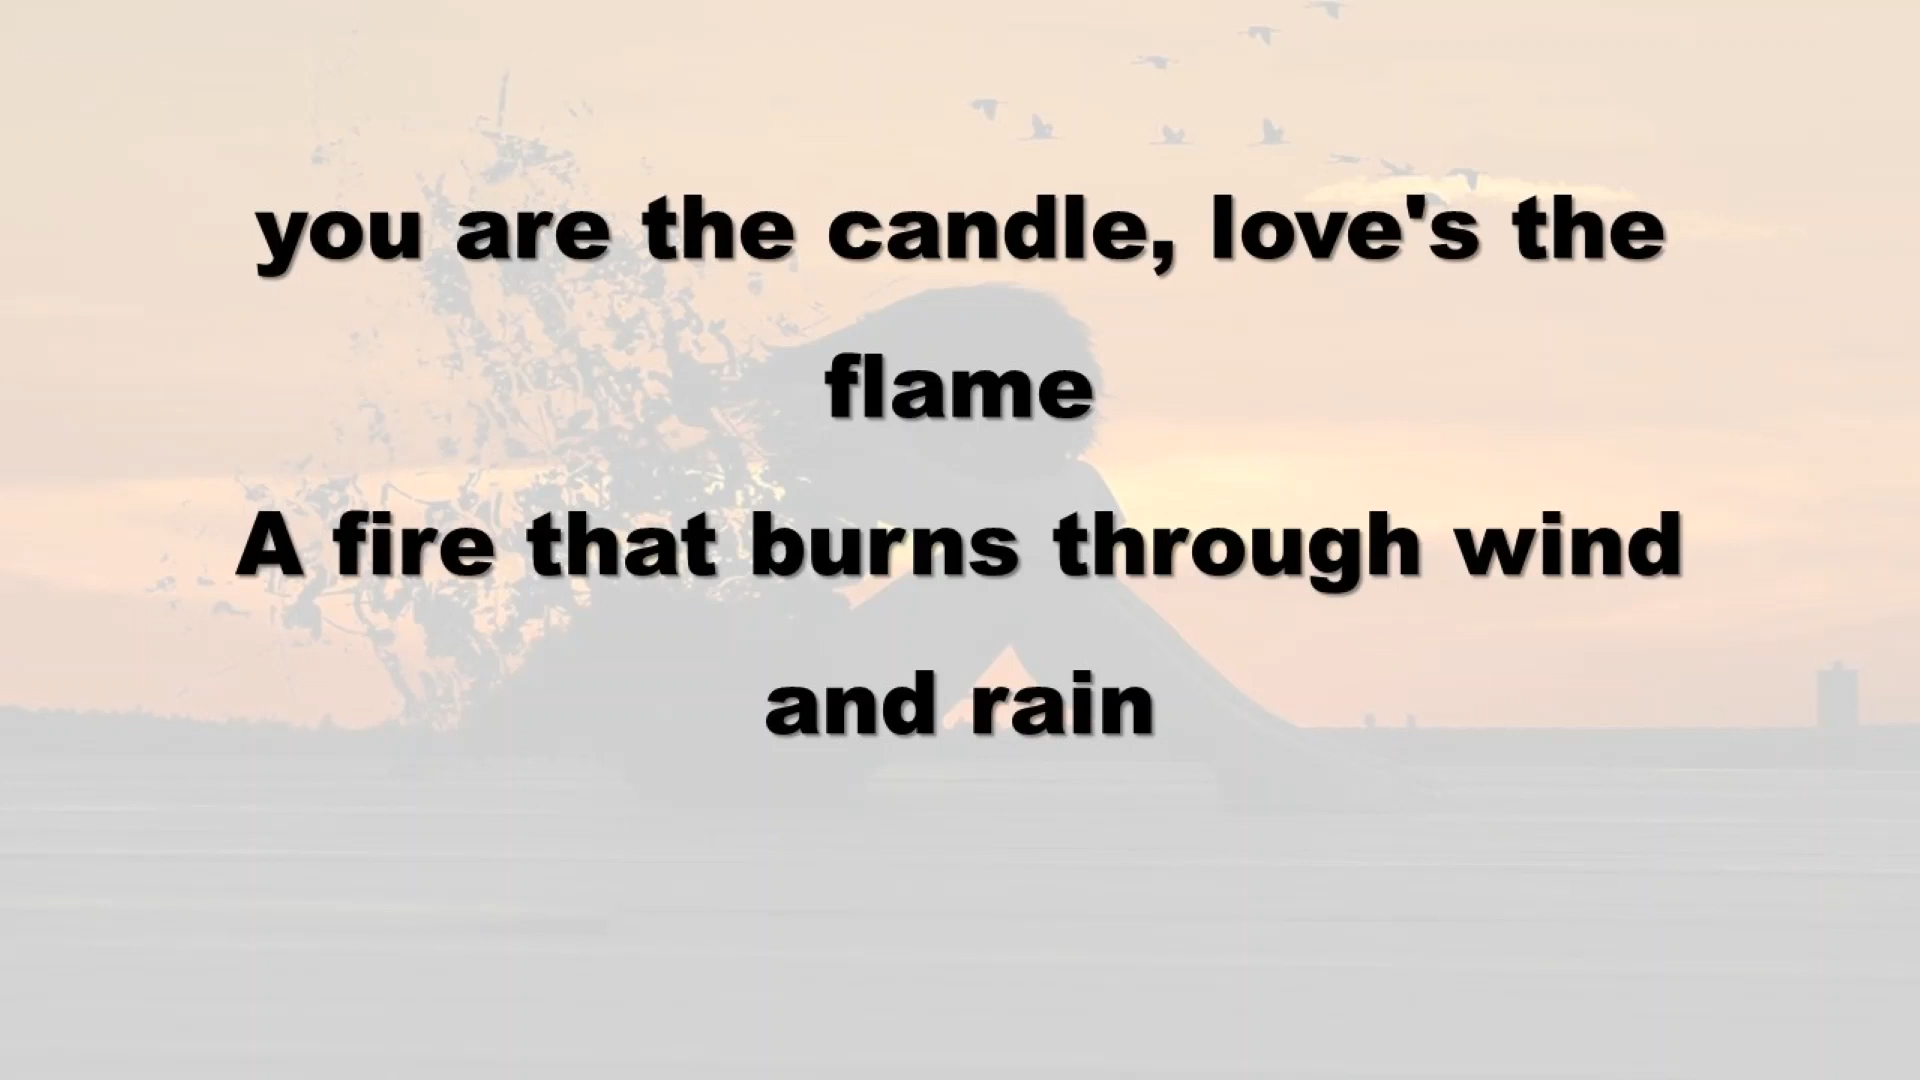 you are the candle, love's the
flame
A fire that burns through wind
and rain